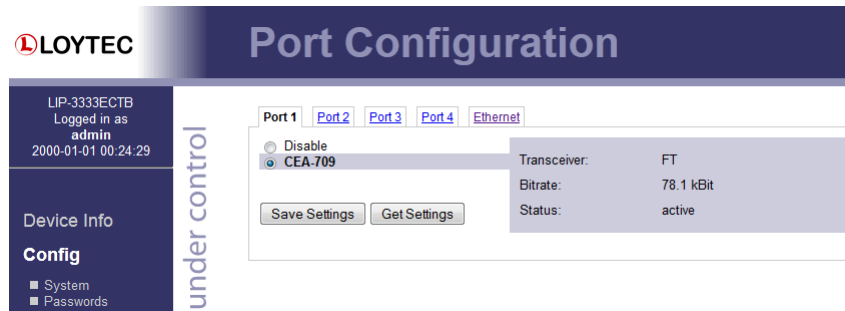 LOYTEC
Port Configuration
LIP-3333ECTB
Logged in as
admin
2000-01-01 00:24:29
Device Info
Config
System
Passwords
under control
Port 1 Port 2 Port 3 Port 4 Ethernet
Disable
CEA-709
Save Settings Get Settings
Transceiver: FT
Bitrate: 78.1 kBit
Status: active